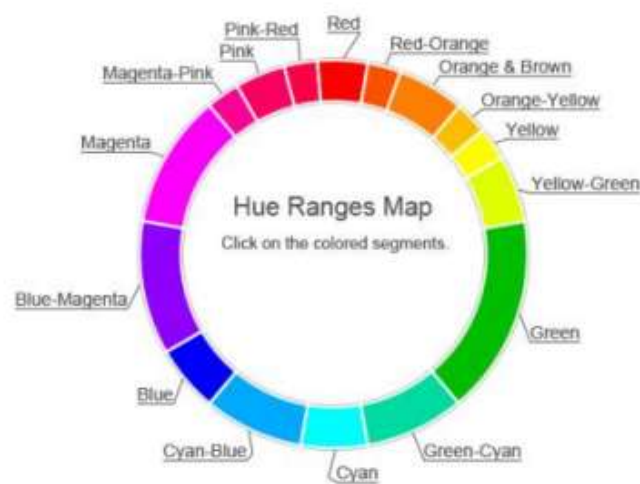 Red
Pink-Red
Red-Orange
Pink
Orange & Brown
Magenta-Pink
Orange-Yellow
Yellow
Magenta
Yellow-Green
Hue Ranges Map
Click on the colored segments.
Blue-Magenta
Green
Blue
Cyan-Blue
Green-Cyan
Cyan